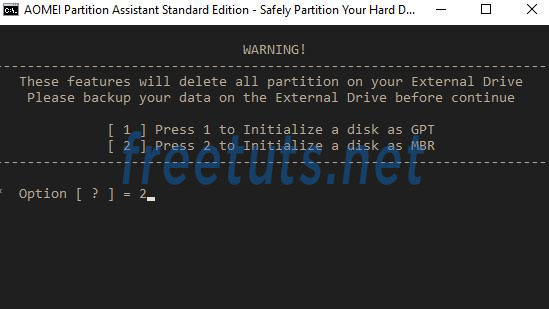 AOMEI Partition Assistant Standard Edition - Safely Partition Your Hard D...
WARNING!
--------------------------------------------------------------------
These features will delete all partition on your External Drive
Please backup your data on the External Drive before continue
[ 1 ] Press 1 to Initialize a disk as GPT
[ 2 ] Press 2 to Initialize a disk as MBR
--------------------------------------------------------------------
freetuts.net
* Option [ ? ] = 2